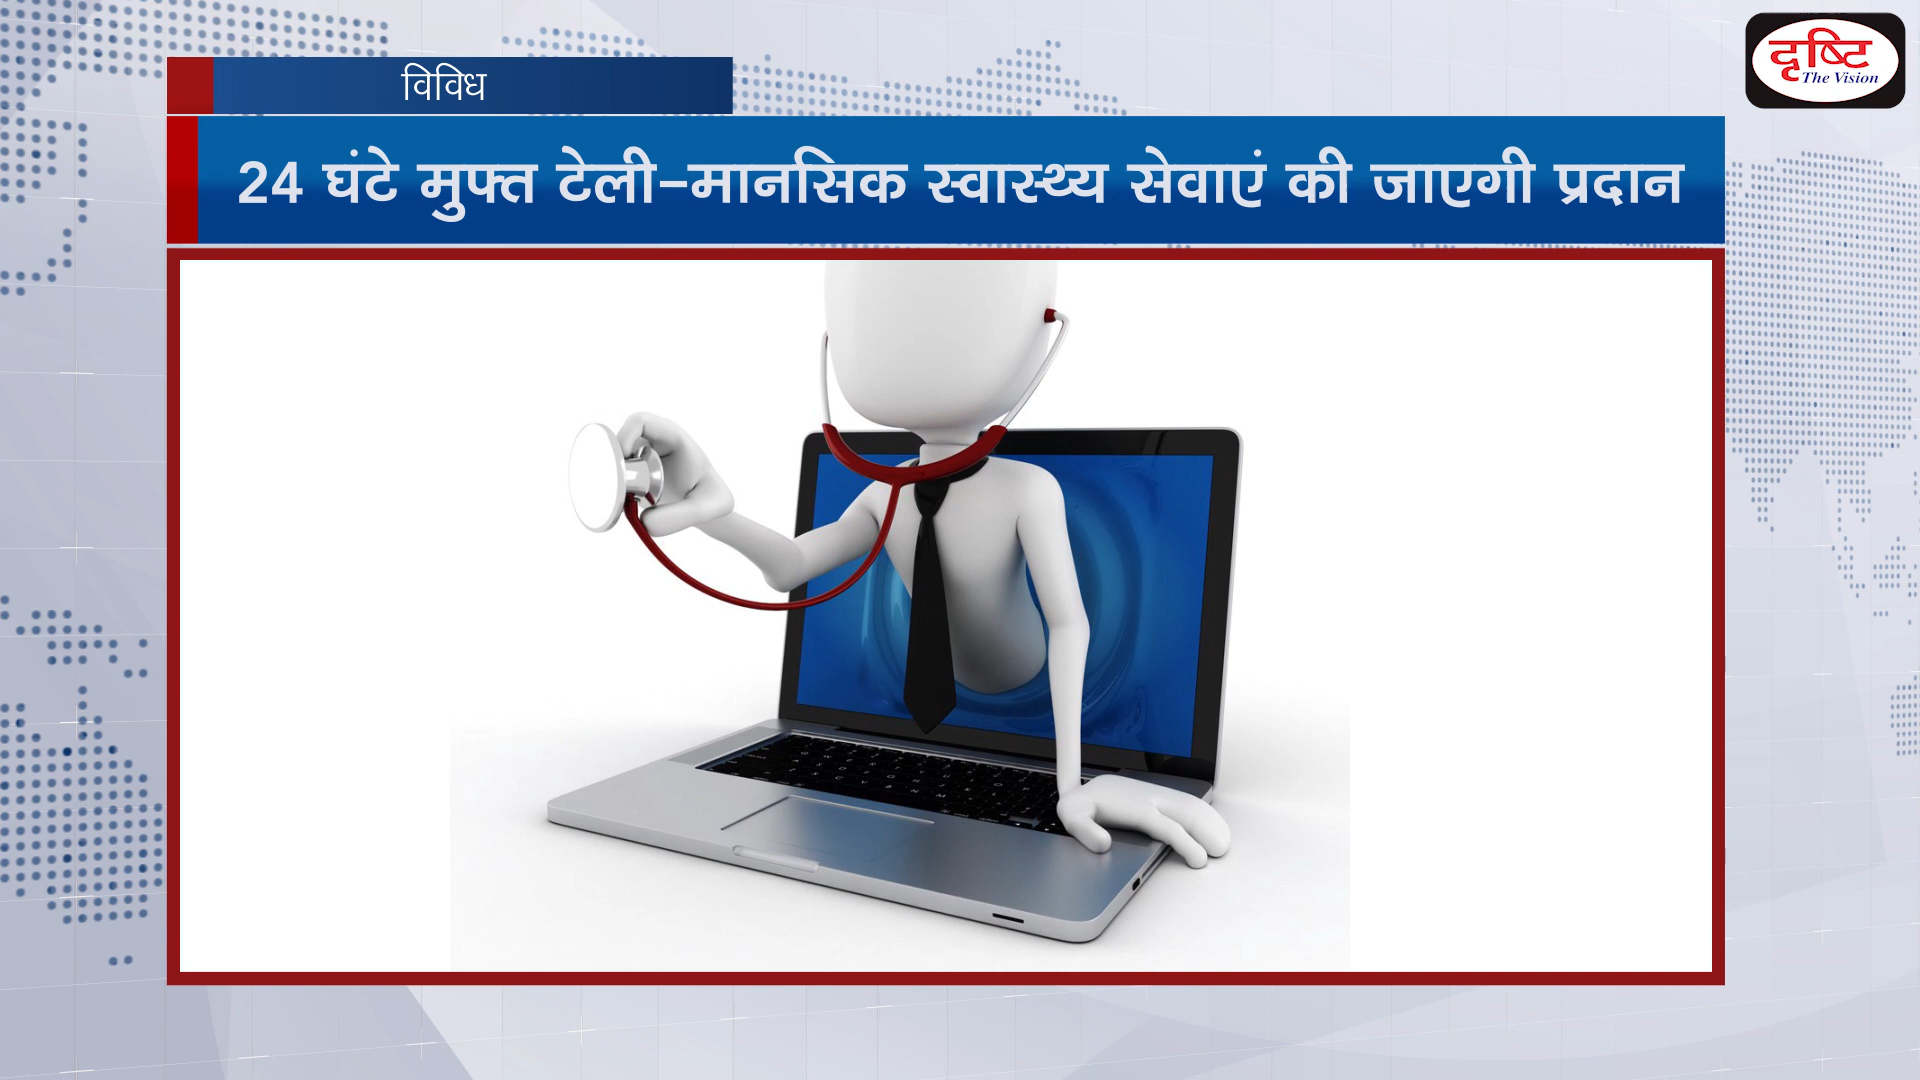 विविध
दृष्टि
The Vision
24 घंटे मुफ्त टेली-मानसिक स्वास्थ्य सेवाएं की जाएगी प्रदान